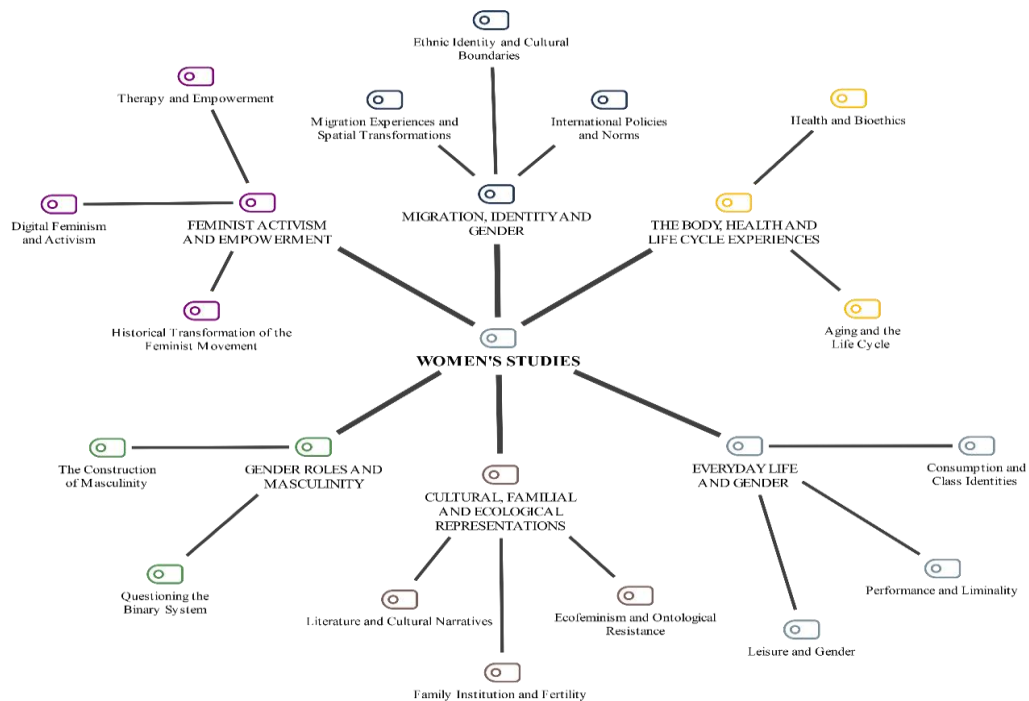 Ethnic Identity and Cultural
Boundaries
Therapy and Empowerment
Migration Experiences and
Spatial Transformations
International Policies
and Norms
Health and Bioethics
Digital Feminism
and Activism
FEMINIST ACTIVISM
AND EMPOWERMENT
MIGRATION, IDENTITY AND
GENDER
THE BODY, HEALTH AND
LIFE CYCLE EXPERIENCES
Historical Transformation of the
Feminist Movement
Aging and the
Life Cycle
WOMEN'S STUDIES
The Construction
of Masculinity
GENDER ROLES AND
MASCULINITY
CULTURAL, FAMILIAL
AND ECOLOGICAL
REPRESENTATIONS
EVERYDAY LIFE
AND GENDER
Consumption and
Class Identities
Questioning the
Binary System
Literature and Cultural Narratives
Ecofeminism and Ontological
Resistance
Performance and Liminality
Leisure and Gender
Family Institution and Fertility